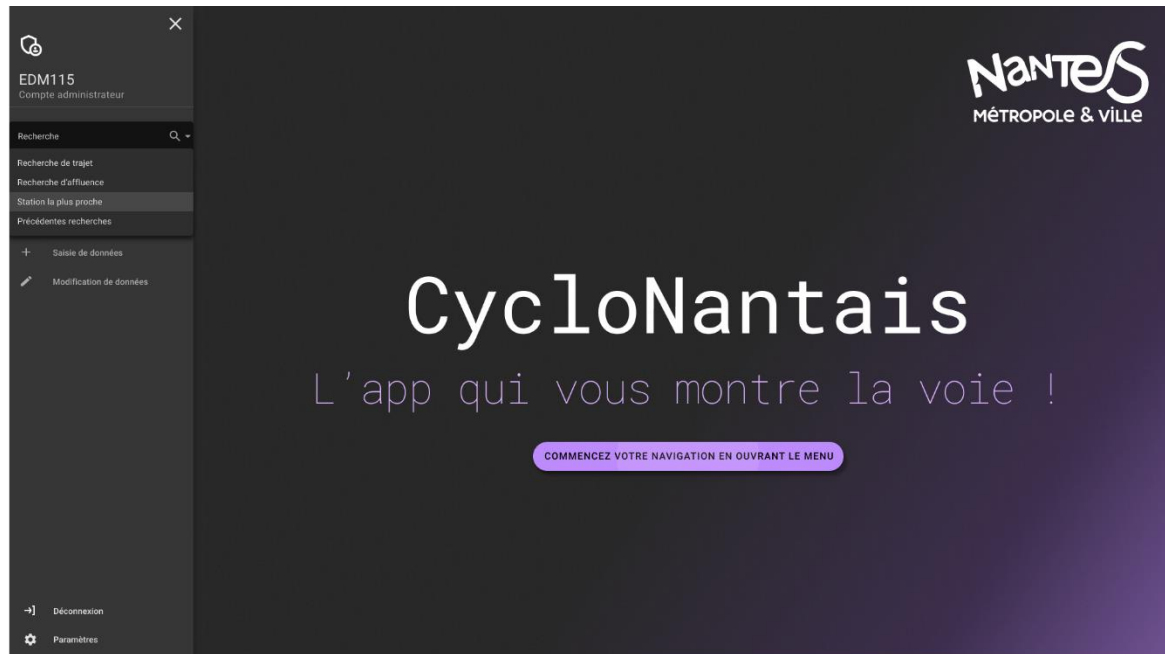 EDM115
Compte administrateur
Recherche
Recherche de trajet
Recherche d'affluence
Station la plus proche
Précédentes recherches
Saisie de données
Modification de données
Déconnexion
Paramètres
NaNTeS
MéTROPOLe & ViLLe
CycloNantais
L'app qui vous montre la voie !
COMMENCEZ VOTRE NAVIGATION EN OUVRANT LE MENU